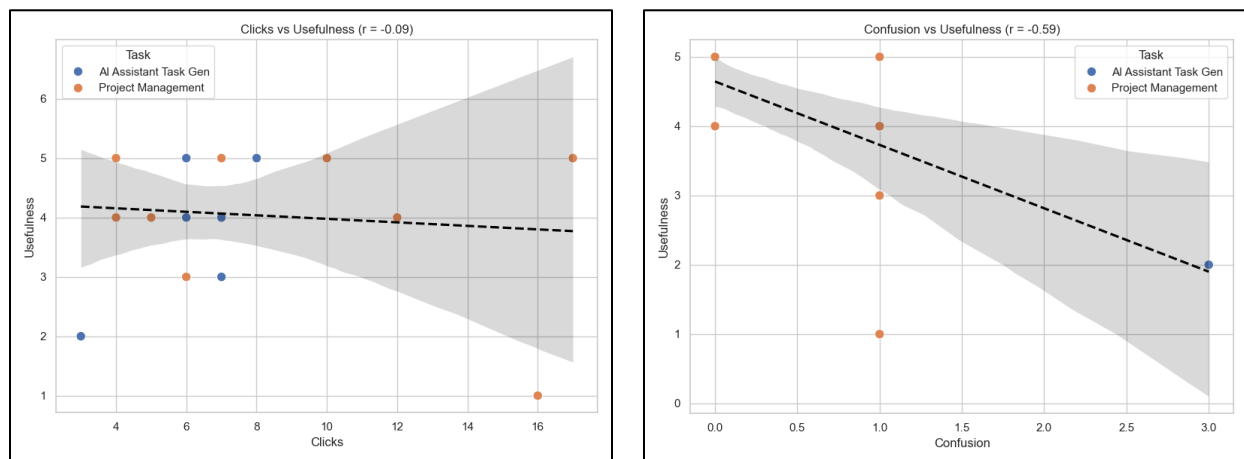 Clicks vs Usefulness (r = -0.09)
Task
AI Assistant Task Gen
Project Management
6
5
4
3
2
1
Usefulness
4
6
8
10
12
14
16
Clicks
Confusion vs Usefulness (r = -0.59)
Task
AI Assistant Task Gen
Project Management
5
4
3
2
1
0
Usefulness
0.0
0.5
1.0
1.5
2.0
2.5
3.0
Confusion